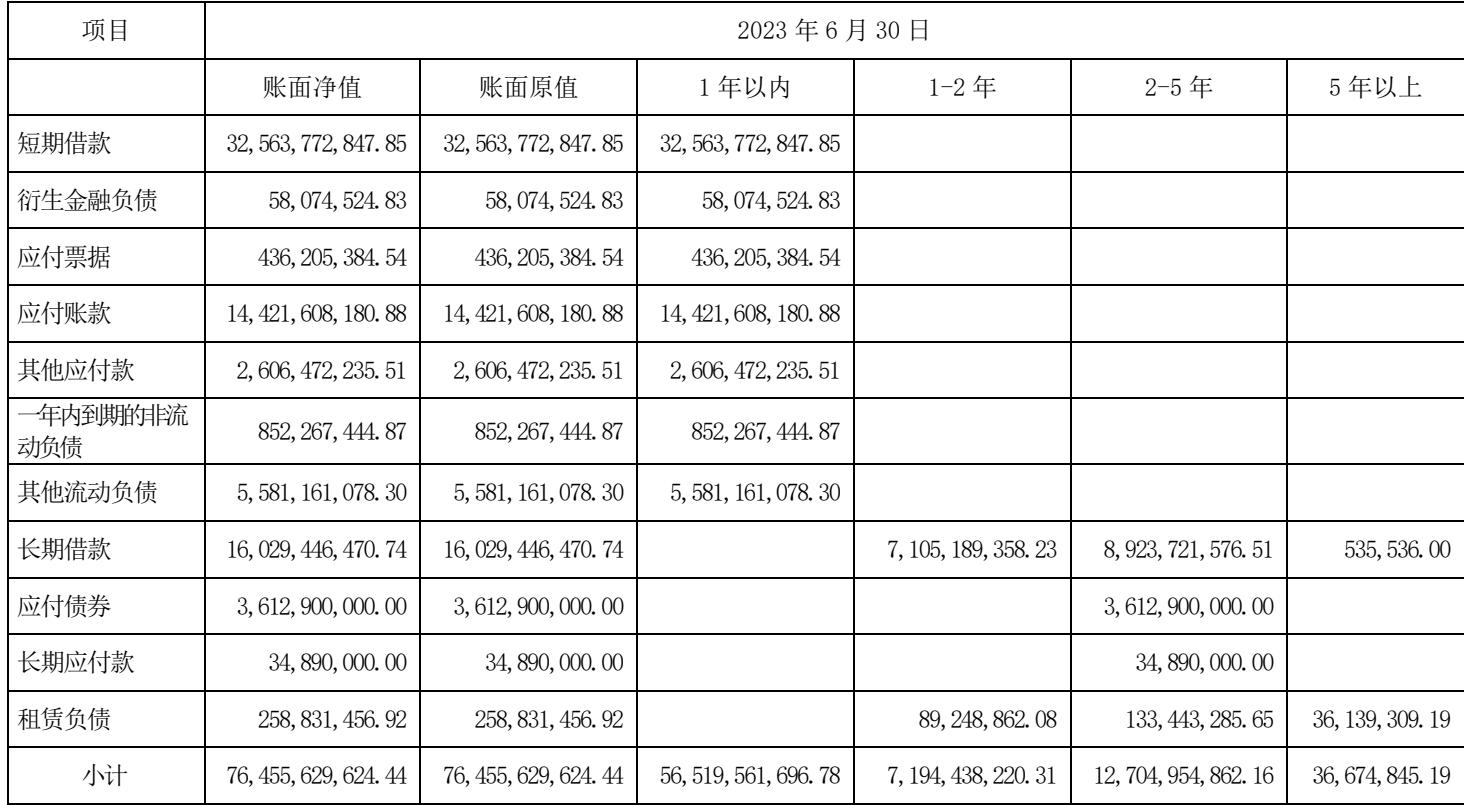 项目 2023 年 6 月 30 日
账面净值 账面原值 1 年以内 1-2 年 2-5 年 5 年以上
短期借款 32,563,772,847.85 32,563,772,847.85 32,563,772,847.85
衍生金融负债 58,074,524.83 58,074,524.83 58,074,524.83
应付票据 436,205,384.54 436,205,384.54 436,205,384.54
应付账款 14,421,608,180.88 14,421,608,180.88 14,421,608,180.88
其他应付款 2,606,472,235.51 2,606,472,235.51 2,606,472,235.51
一年内到期的非流
动负债 852,267,444.87 852,267,444.87 852,267,444.87
其他流动负债 5,581,161,078.30 5,581,161,078.30 5,581,161,078.30
长期借款 16,029,446,470.74 16,029,446,470.74 7,105,189,358.23 8,923,721,576.51 535,536.00
应付债券 3,612,900,000.00 3,612,900,000.00 3,612,900,000.00
长期应付款 34,890,000.00 34,890,000.00 34,890,000.00
租赁负债 258,831,456.92 258,831,456.92 89,248,862.08 133,443,285.65 36,139,309.19
小计 76,455,629,624.44 76,455,629,624.44 56,519,561,696.78 7,194,438,220.31 12,704,954,862.16 36,674,845.19